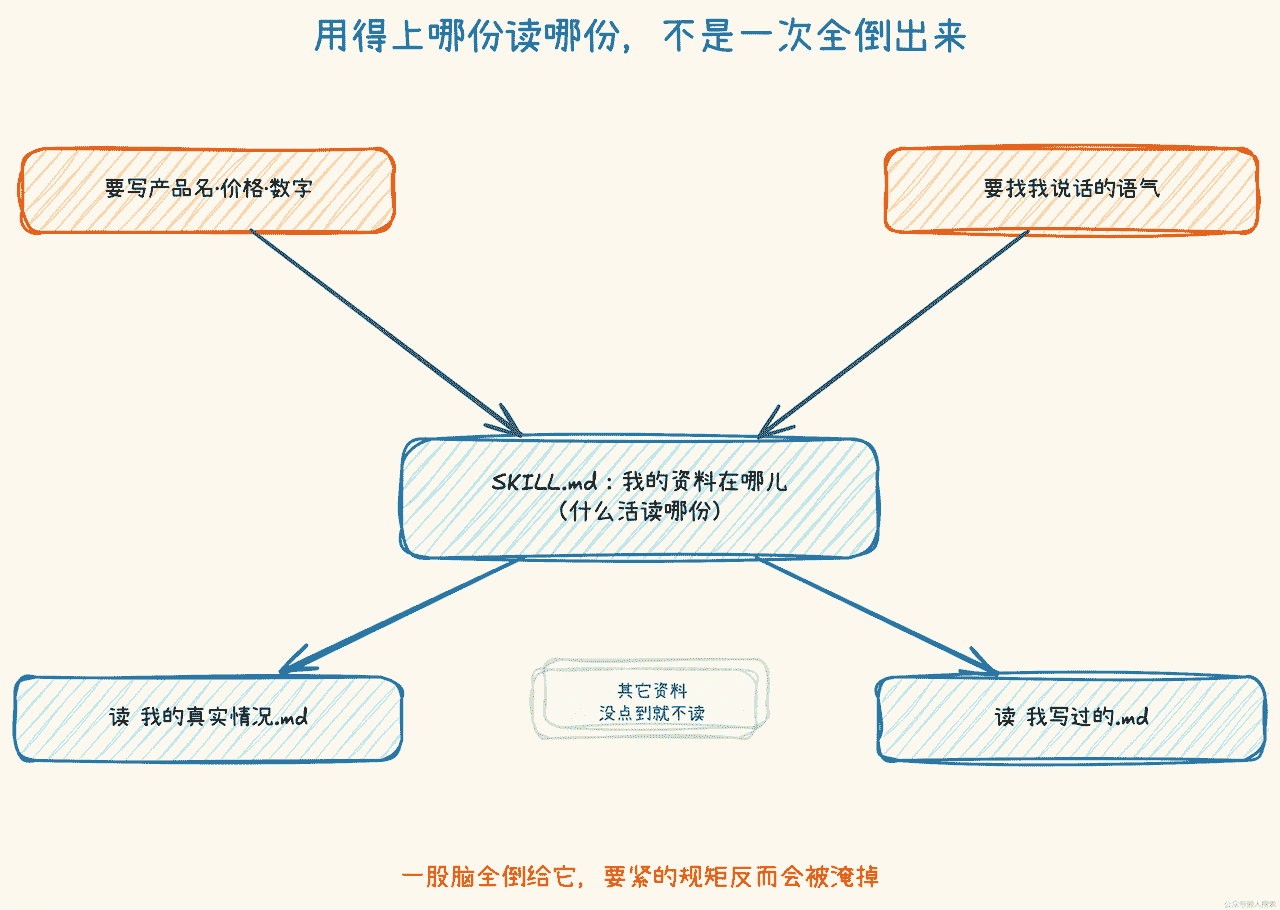 用得上哪份读哪份，不是一次全倒出来
要写产品名·价格·数字
要找我说话的语气
SKILL.md：我的资料在哪儿
（什么活读哪份）
其它资料
没点到就不读
读 我的真实情况.md
读 我写过的.md
一股脑全倒给它，要紧的规矩反而会被淹掉